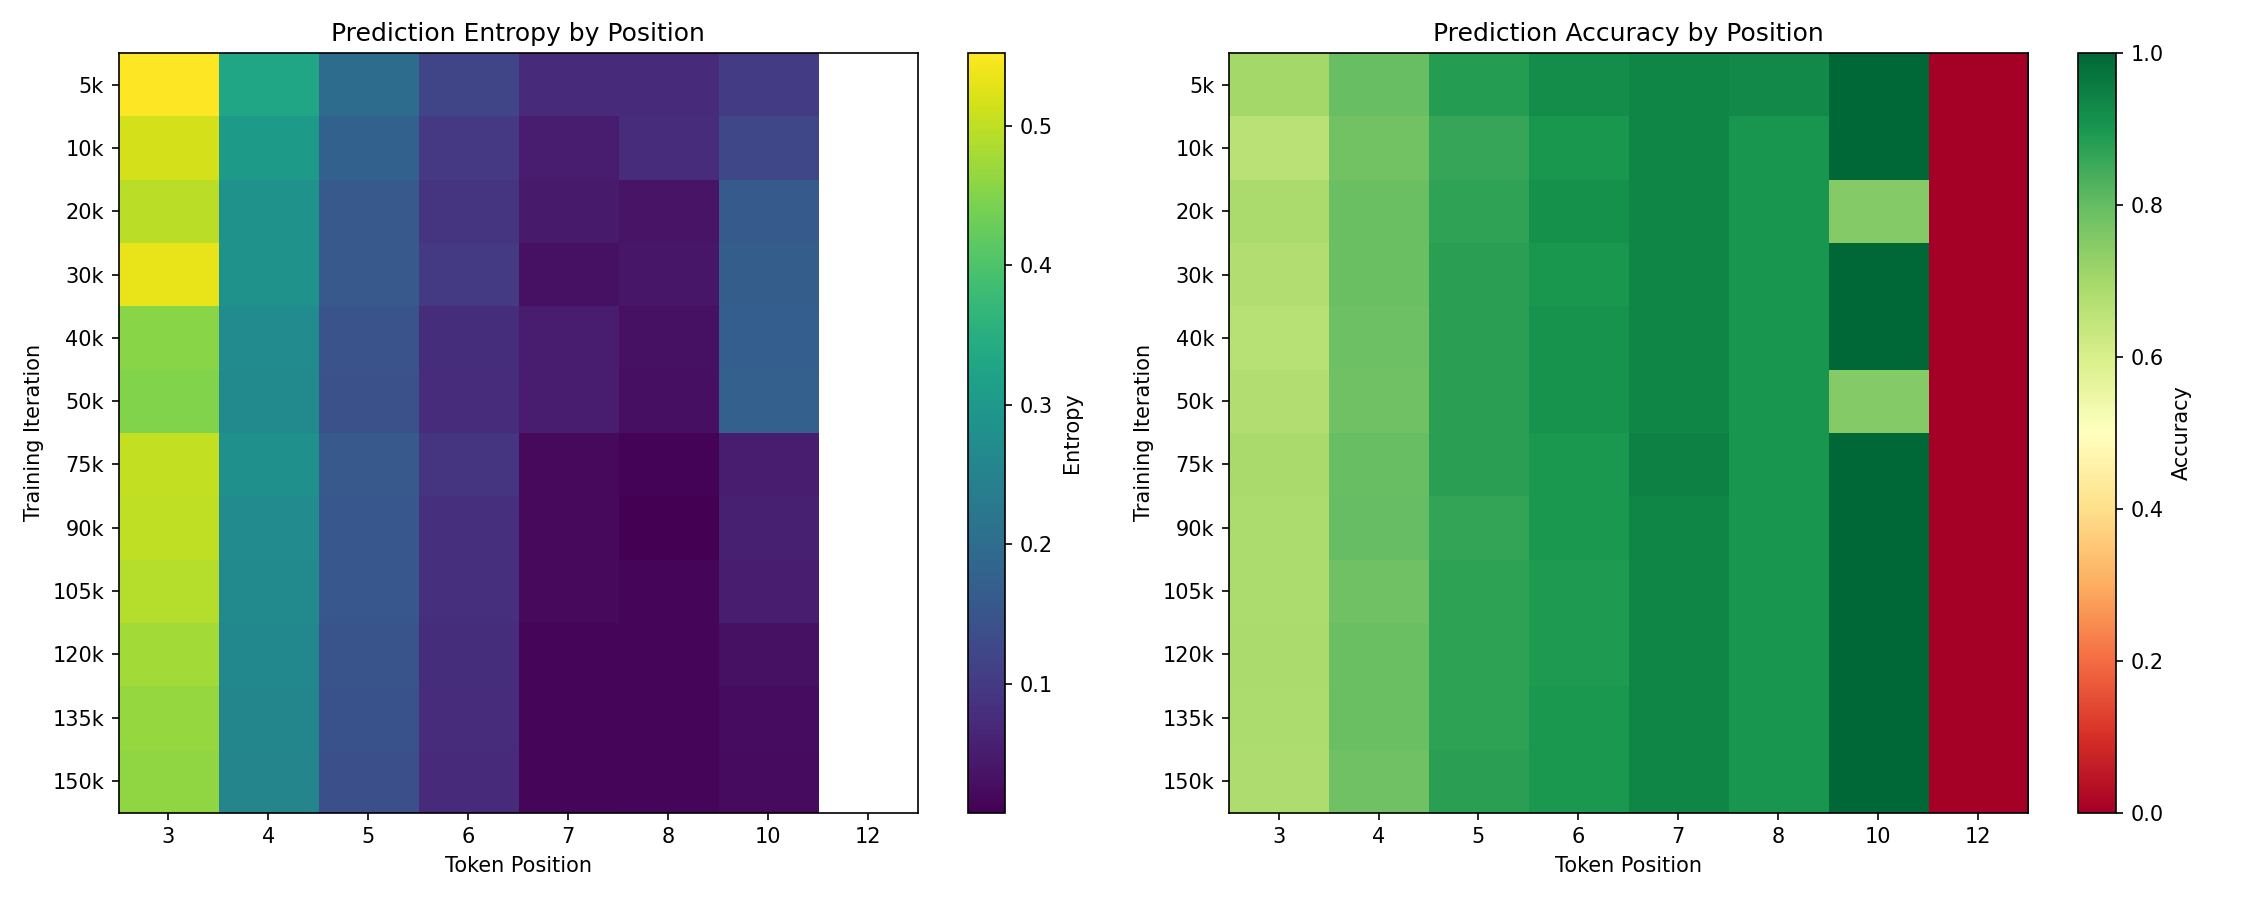 Prediction Entropy by Position
Training Iteration
5k
10k
20k
30k
40k
50k
75k
90k
105k
120k
135k
150k
3 4 5 6 7 8 10 12
Token Position
0.5
0.4
0.3
0.2
0.1
Entropy
Prediction Accuracy by Position
Training Iteration
5k
10k
20k
30k
40k
50k
75k
90k
105k
120k
135k
150k
3 4 5 6 7 8 10 12
Token Position
1.0
0.8
0.6
0.4
0.2
0.0
Accuracy